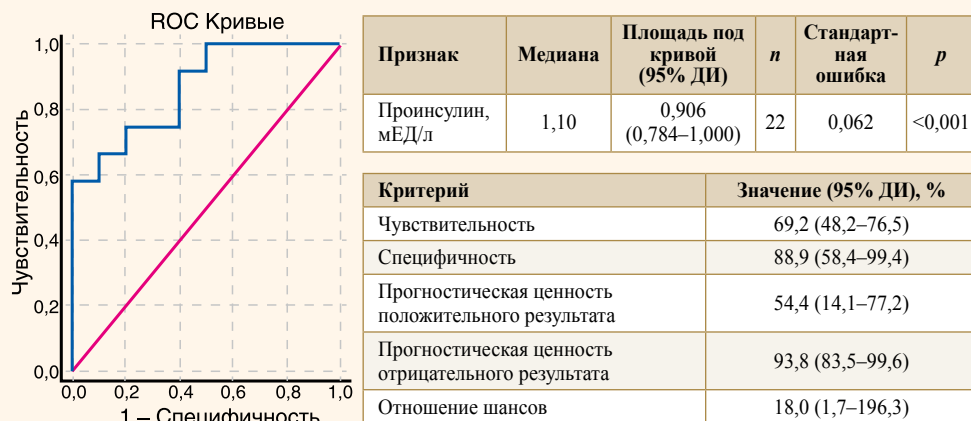 ROC Кривые
Чувствительность
1,0
0,8
0,6
0,4
0,2
0,0
0,0 0,2 0,4 0,6 0,8 1,0
1 – Специфичность
Признак Медиана Площадь под кривой (95% ДИ) n Стандарт-ная ошибка p
Проинсулин, мЕД/л 1,10 0,906 (0,784–1,000) 22 0,062 <0,001
Критерий Значение (95% ДИ), %
Чувствительность 69,2 (48,2–76,5)
Специфичность 88,9 (58,4–99,4)
Прогностическая ценность
положительного результата 54,4 (14,1–77,2)
Прогностическая ценность
отрицательного результата 93,8 (83,5–99,6)
Отношение шансов 18,0 (1,7–196,3)